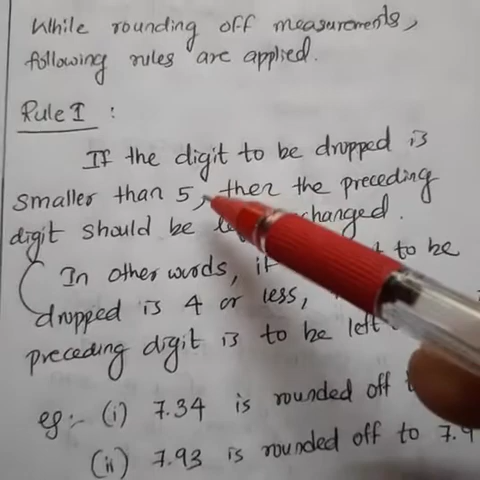 While rounding off measurements,
following rules are applied.
Rule I :
If the digit to be dropped is
smaller than 5, then the preceding
digit should be changed.
(In other words, if to be
dropped is 4 or less,
preceding digit is to be left
eg:- (i) 7.34 is rounded off
(ii) 7.93 is rounded off to 7.9